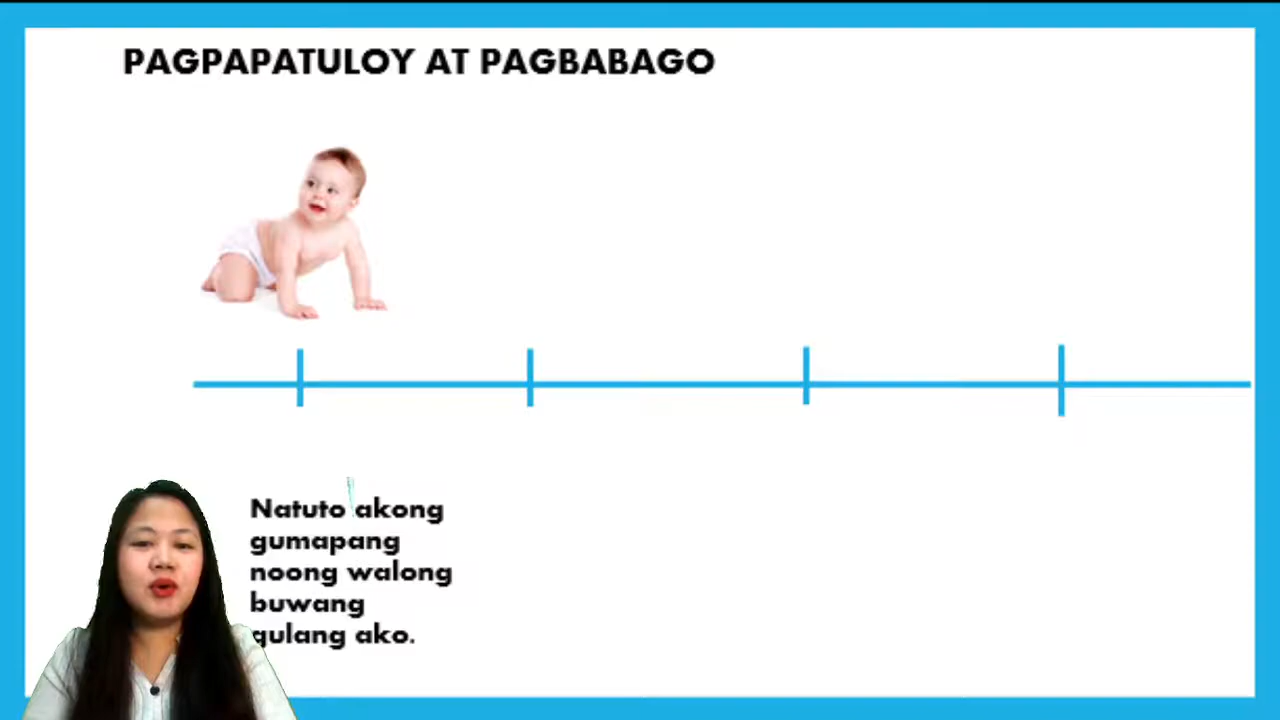 PAGPAPATULOY AT PAGBABAGO
Natuto akong
gumapang
noong walong
buwang
gulang ako.